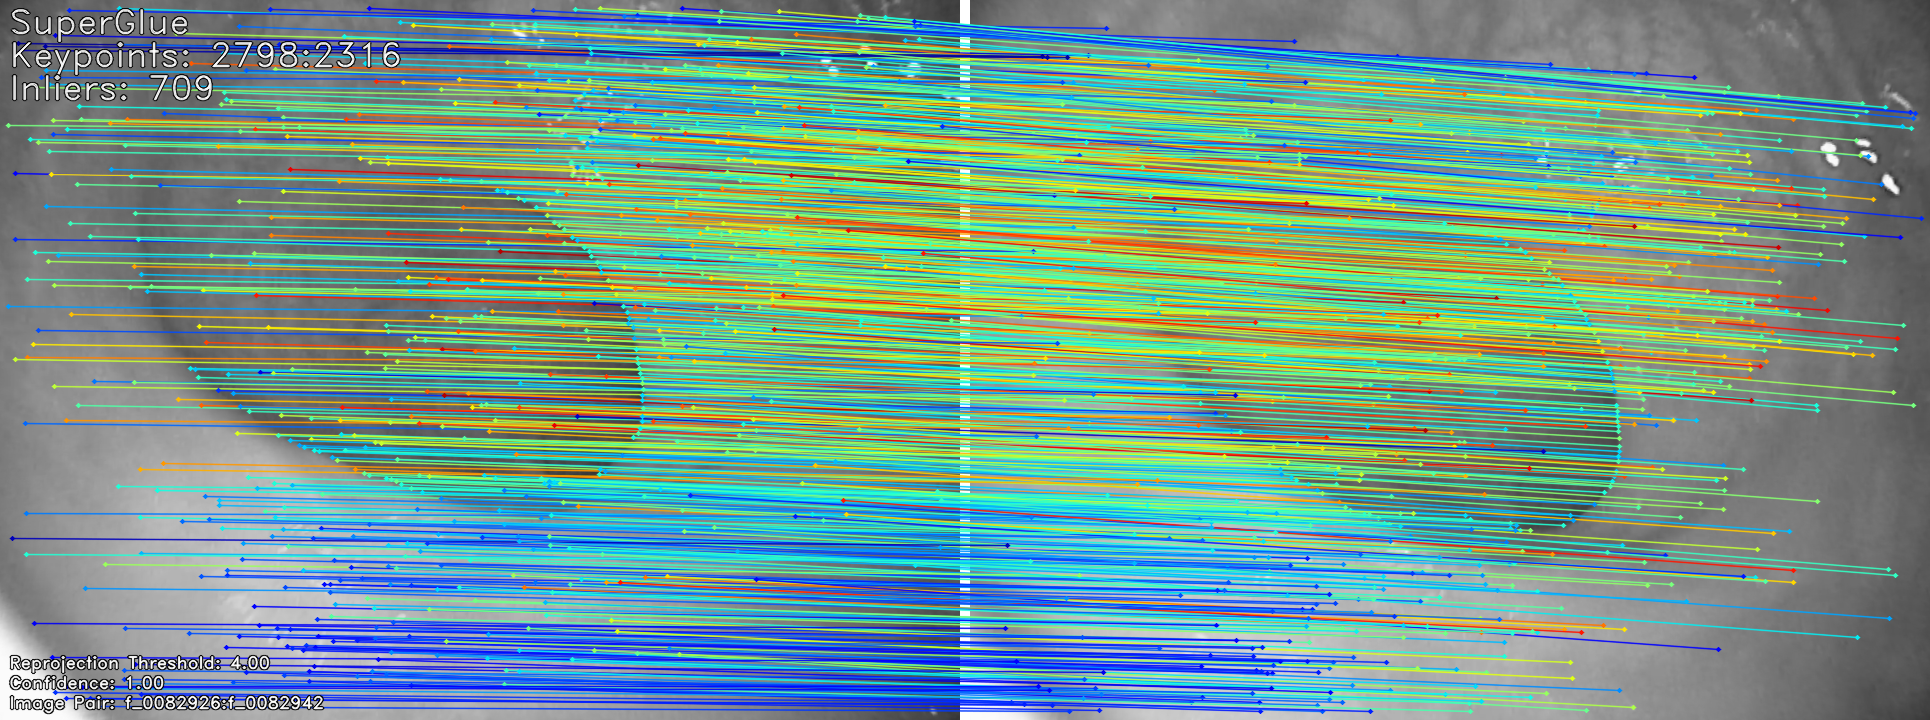 SuperGlue
Keypoints: 2798:2316
Inliers: 709
Reprojection Threshold: 4.00
Confidence: 1.00
Image Pair: f_0082926:f_0082942